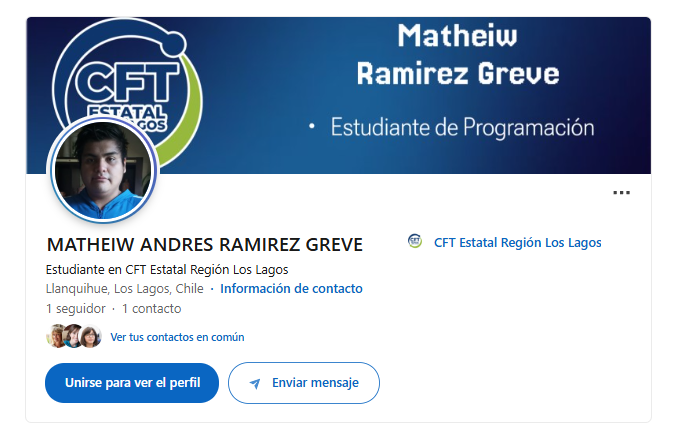 CFT
ESTATAL
LAGOS
Matheiw
Ramirez Greve
• Estudiante de Programación
MATHEIW ANDRES RAMIREZ GREVE
CFT Estatal Región Los Lagos
Estudiante en CFT Estatal Región Los Lagos
Llanquihue, Los Lagos, Chile · Información de contacto
1 seguidor · 1 contacto
Ver tus contactos en común
Unirse para ver el perfil
Enviar mensaje